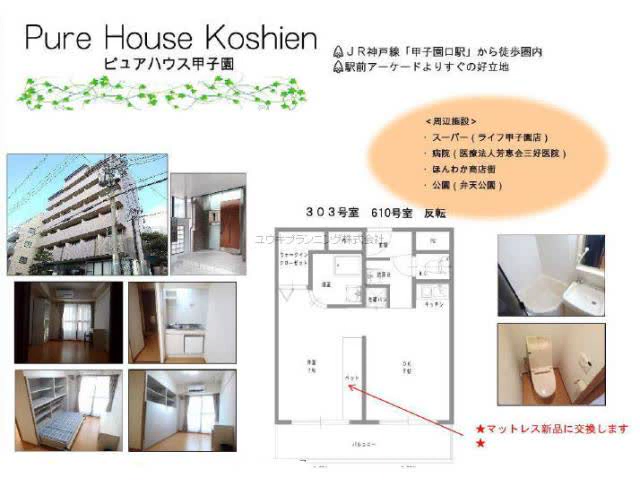 Pure House Koshien
ピュアハウス甲子園
JR神戸線「甲子園口駅」から徒歩圏内
駅前アーケードよりすぐの好立地
<周辺施設>
・スーパー(ライフ甲子園店)
・病院(医療法人芳恵会三好医院)
・ほんわか商店街
・公園(弁天公園)
303号室 610号室 反転
ユウキプランニング株式会社
玄関
ウォークイン
クローゼット
洗面所
キッチン
洋室
DK
ベット
バルコニー
★マットレス新品に交換します
★